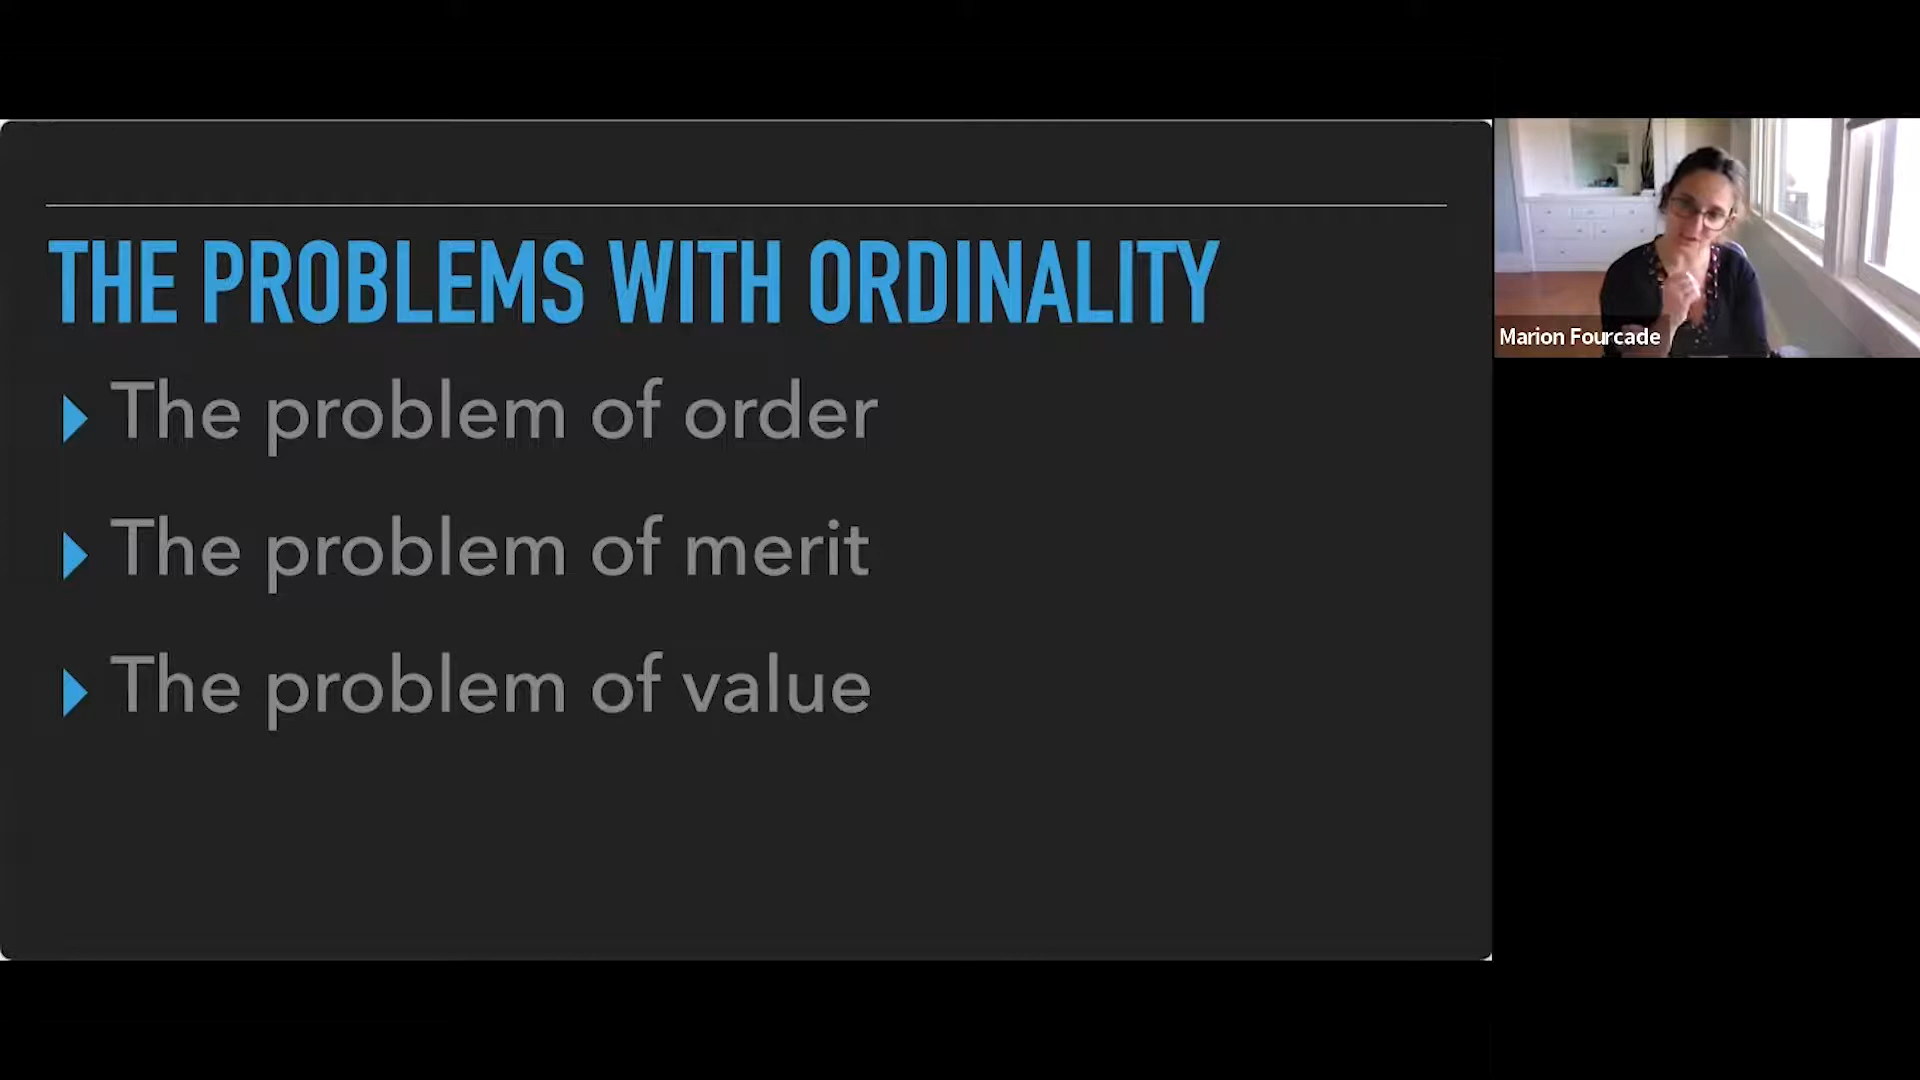 THE PROBLEMS WITH ORDINALITY
The problem of order
The problem of merit
The problem of value
Marion Fourcade